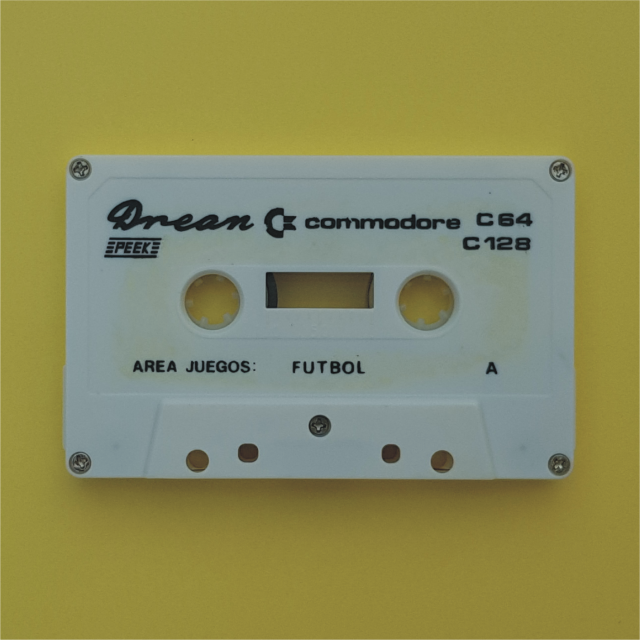 Drean commodore C64
PEEK C128
AREA JUEGOS: FUTBOL A